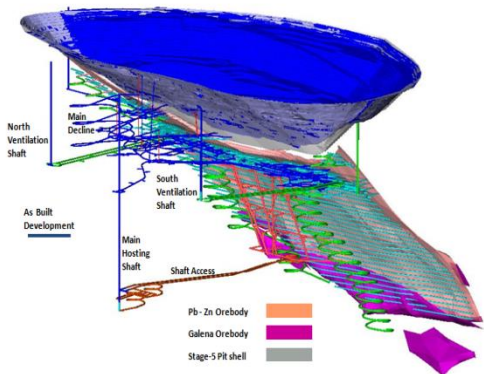 North
Ventilation
Shaft
Main
Decline
South
Ventilation
Shaft
As Built
Development
Main
Hosting
Shaft
Shaft Access
Pb- Zn Orebody
Galena Orebody
Stage-5 Pit shell